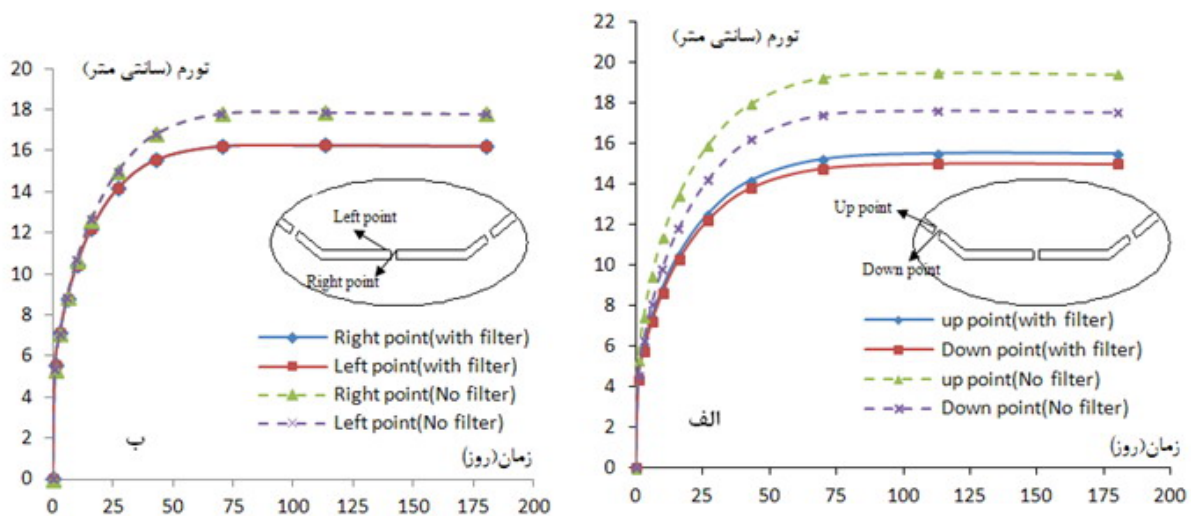 تورم (سانتی متر)
20
18
16
14
12
10
8
6
4
2
0
0 25 50 75 100 125 150 175 200
زمان(روز)
Left point
Right point
Right point(with filter)
Left point(with filter)
Right point(No filter)
Left point(No filter)
ب
تورم (سانتی متر)
22
20
18
16
14
12
10
8
6
4
2
0
0 25 50 75 100 125 150 175 200
زمان(روز)
Up point
Down point
up point(with filter)
Down point(with filter)
up point(No filter)
Down point(No filter)
الف